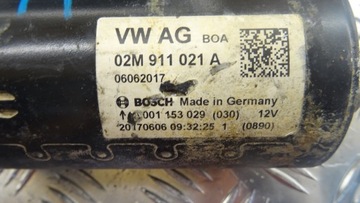 VW AG BOA
02M 911 021 A
06062017
BOSCH Made in Germany
001 153 029 (030) 12V
20170606 09:32:25 1 (0890)